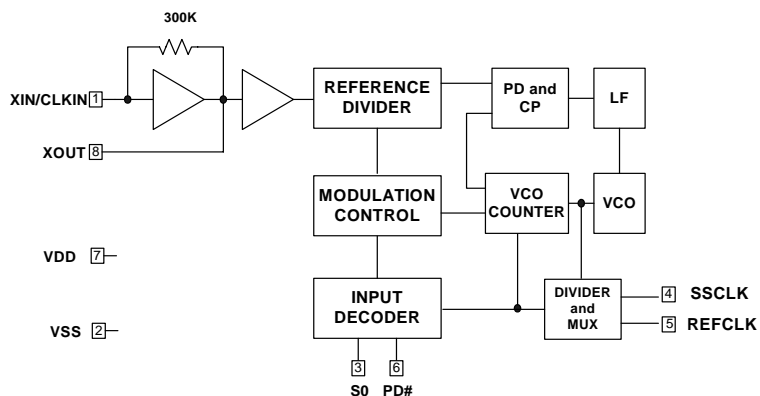 300K
XIN/CLKIN 1
REFERENCE
DIVIDER
PD and
CP
LF
XOUT 8
MODULATION
CONTROL
VCO
COUNTER
VCO
VDD 7
INPUT
DECODER
DIVIDER
and
MUX
4 SSCLK
5 REFCLK
VSS 2
3 6
S0 PD#